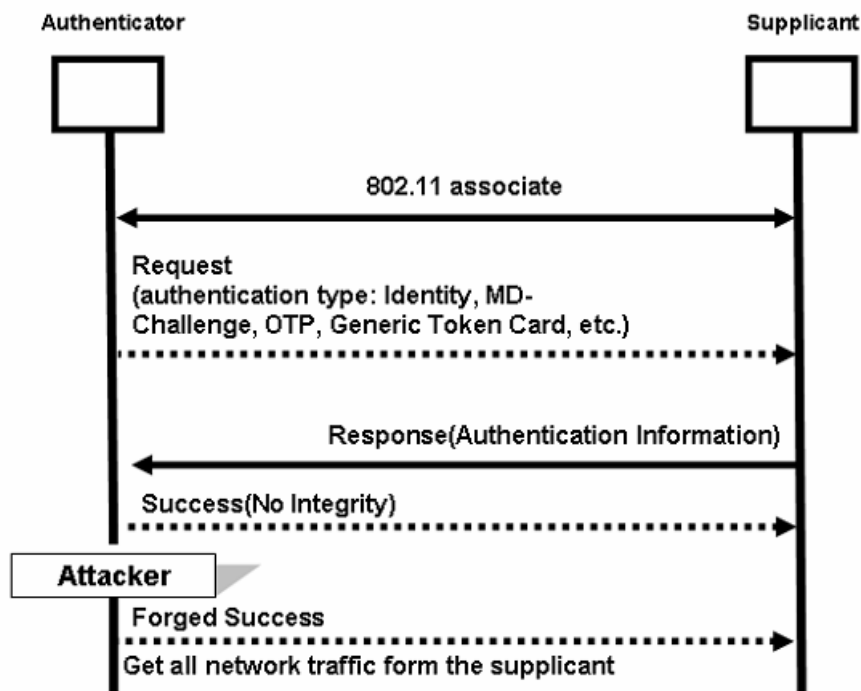 Authenticator
Supplicant
802.11 associate
Request
(authentication type: Identity, MD-
Challenge, OTP, Generic Token Card, etc.)
Response(Authentication Information)
Success(No Integrity)
Attacker
Forged Success
Get all network traffic form the supplicant